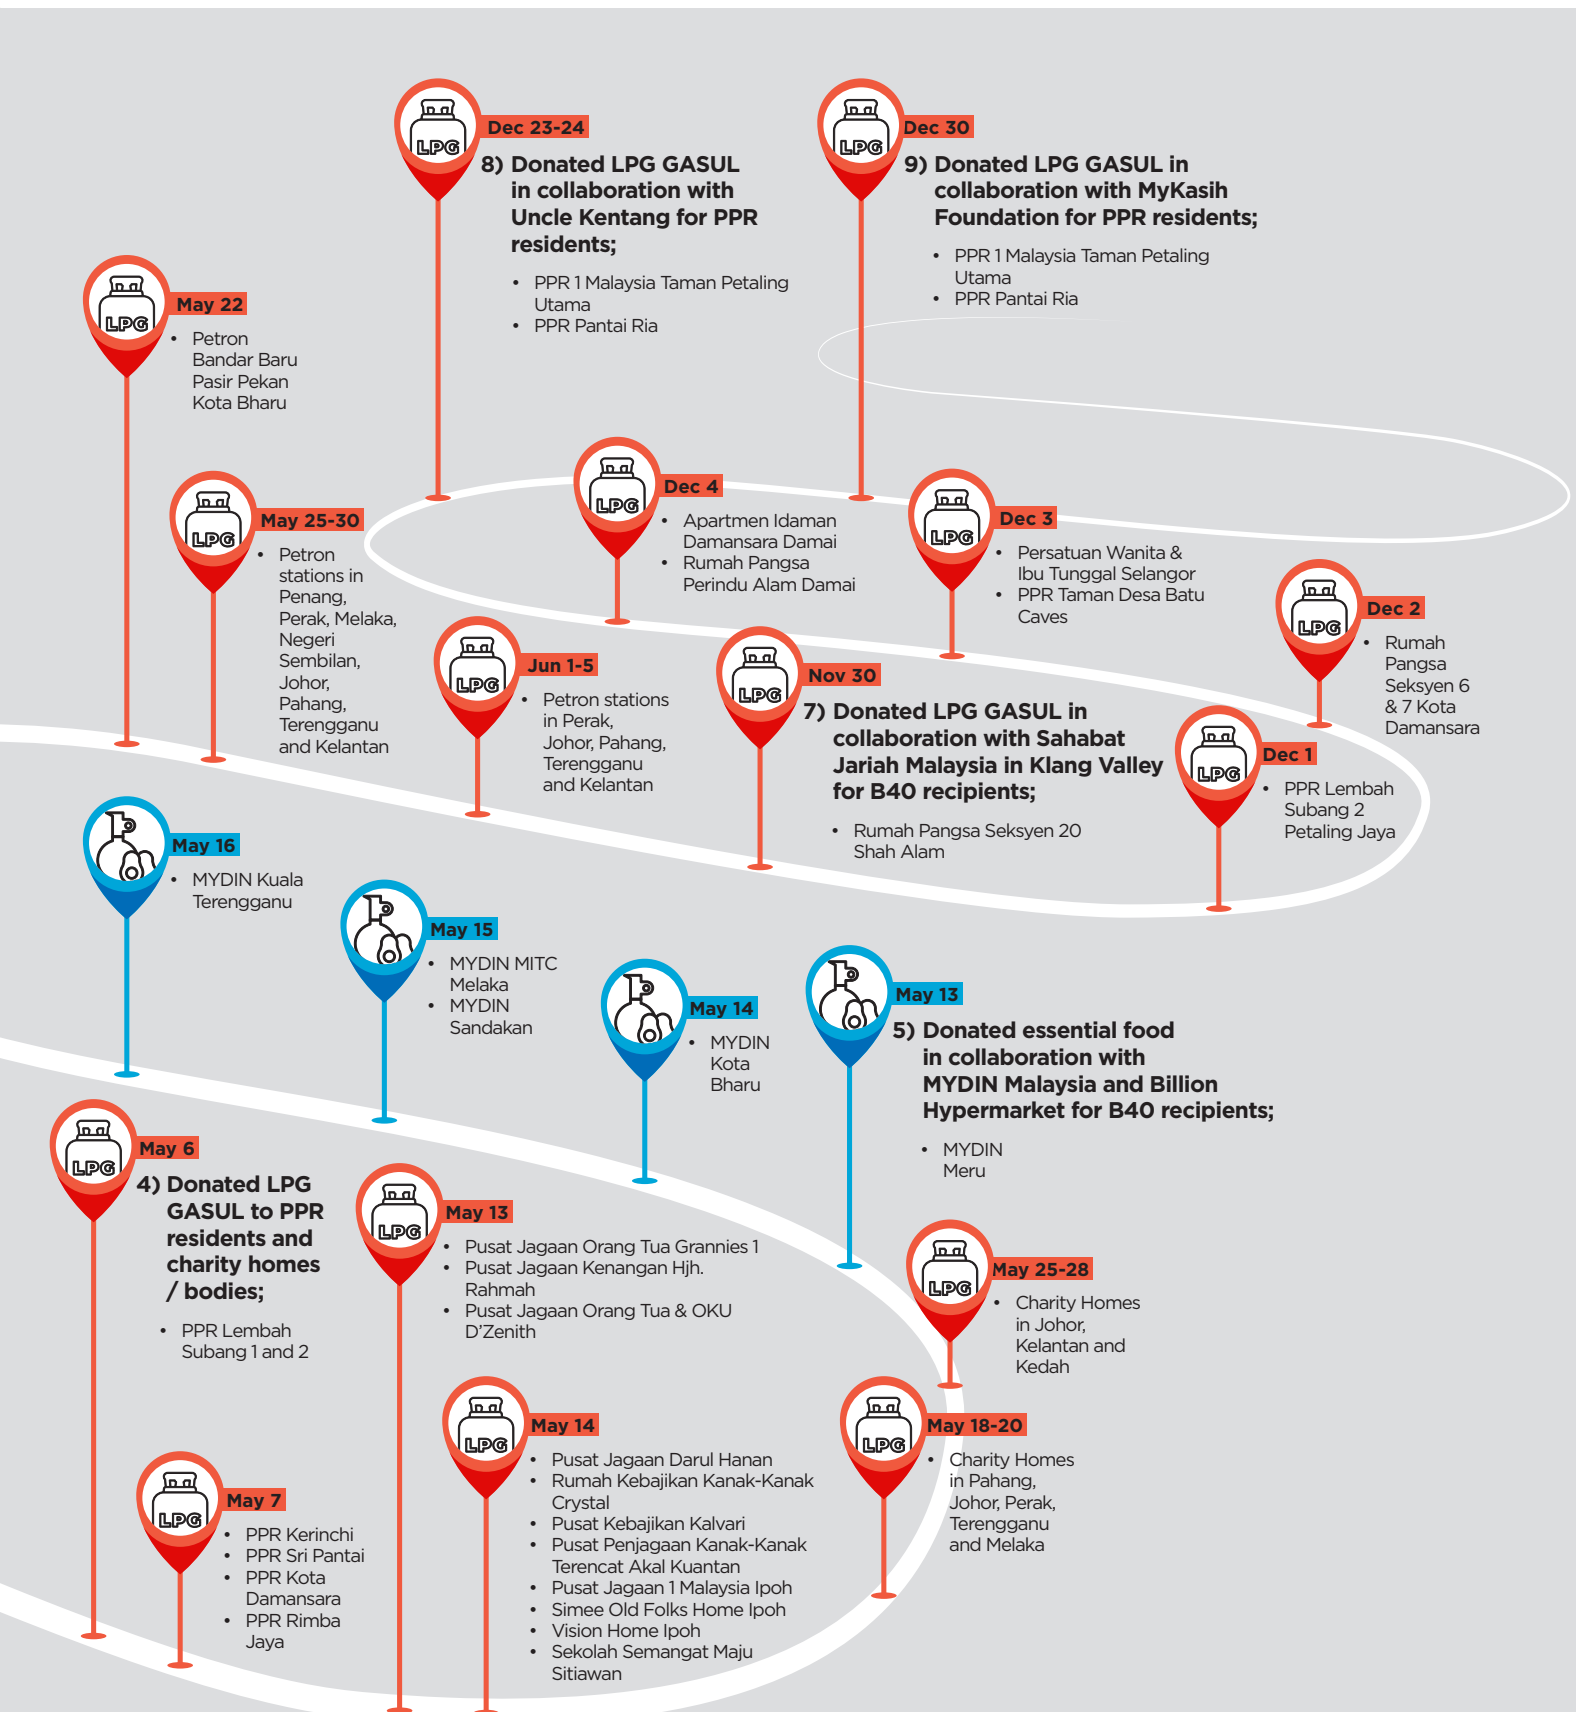 LPG
Dec 23-24
8) Donated LPG GASUL
in collaboration with
Uncle Kentang for PPR
residents;
• PPR 1 Malaysia Taman Petaling
Utama
• PPR Pantai Ria
LPG
Dec 30
9) Donated LPG GASUL in
collaboration with MyKasih
Foundation for PPR residents;
• PPR 1 Malaysia Taman Petaling
Utama
• PPR Pantai Ria
LPG
May 22
• Petron
Bandar Baru
Pasir Pekan
Kota Bharu
LPG
May 25-30
• Petron
stations in
Penang,
Perak, Melaka,
Negeri
Sembilan,
Johor,
Pahang,
Terengganu
and Kelantan
LPG
Dec 4
• Apartmen Idaman
Damansara Damai
• Rumah Pangsa
Perindu Alam Damai
LPG
Dec 3
• Persatuan Wanita &
Ibu Tunggal Selangor
• PPR Taman Desa Batu
Caves
LPG
Dec 2
• Rumah
Pangsa
Seksyen 6
& 7 Kota
Damansara
LPG
Jun 1-5
• Petron stations
in Perak,
Johor, Pahang,
Terengganu
and Kelantan
LPG
Nov 30
7) Donated LPG GASUL in
collaboration with Sahabat
Jariah Malaysia in Klang Valley
for B40 recipients;
• Rumah Pangsa Seksyen 20
Shah Alam
LPG
Dec 1
• PPR Lembah
Subang 2
Petaling Jaya
May 16
• MYDIN Kuala
Terengganu
May 15
• MYDIN MITC
Melaka
• MYDIN
Sandakan
May 14
• MYDIN
Kota
Bharu
May 13
5) Donated essential food
in collaboration with
MYDIN Malaysia and Billion
Hypermarket for B40 recipients;
• MYDIN
Meru
LPG
May 6
4) Donated LPG
GASUL to PPR
residents and
charity homes
/ bodies;
• PPR Lembah
Subang 1 and 2
LPG
May 13
• Pusat Jagaan Orang Tua Grannies 1
• Pusat Jagaan Kenangan Hjh.
Rahmah
• Pusat Jagaan Orang Tua & OKU
D'Zenith
LPG
May 25-28
• Charity Homes
in Johor,
Kelantan and
Kedah
LPG
May 14
• Pusat Jagaan Darul Hanan
• Rumah Kebajikan Kanak-Kanak
Crystal
• Pusat Kebajikan Kalvari
• Pusat Penjagaan Kanak-Kanak
Terencat Akal Kuantan
• Pusat Jagaan 1 Malaysia Ipoh
• Simee Old Folks Home Ipoh
• Vision Home Ipoh
• Sekolah Semangat Maju
Sitiawan
LPG
May 18-20
• Charity Homes
in Pahang,
Johor, Perak,
Terengganu
and Melaka
LPG
May 7
• PPR Kerinchi
• PPR Sri Pantai
• PPR Kota
Damansara
• PPR Rimba
Jaya